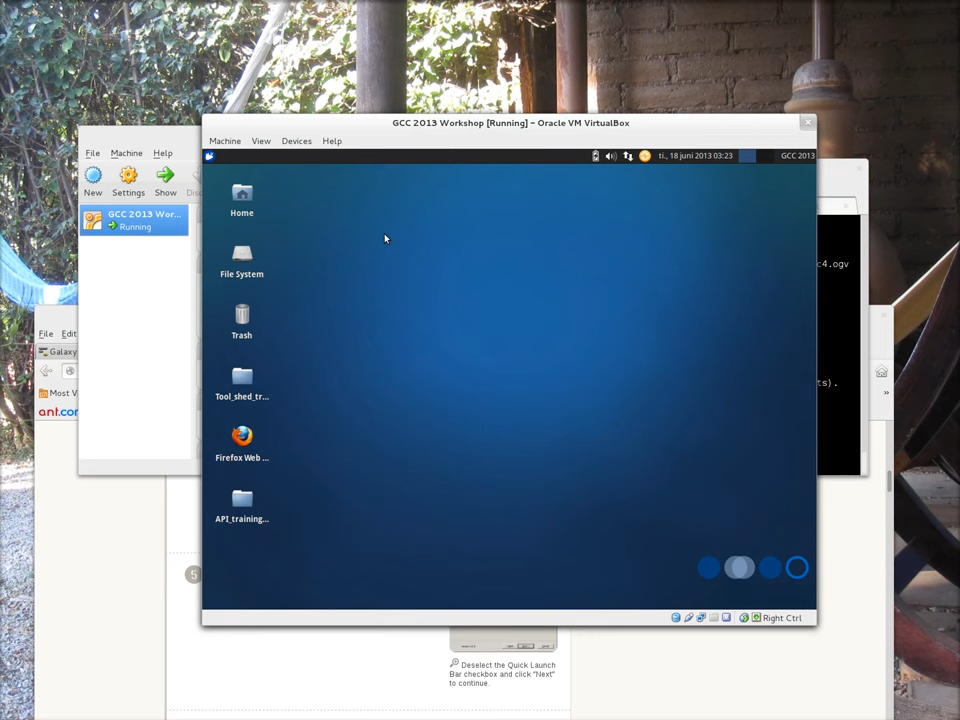 GCC 2013 Workshop [Running] – Oracle VM VirtualBox
Machine View Devices Help
ti., 18 juni 2013 03:23 GCC 2013
Home
File System
Trash
Tool_shed_tr...
Firefox Web ...
API_training...
Right Ctrl
File Machine Help
New Settings Show
GCC 2013 Wor...
Running
c4.ogv
ts).
File Edit
Galaxy
Most V
»
ant.com
5
Deselect the Quick Launch
Bar checkbox and click "Next"
to continue.